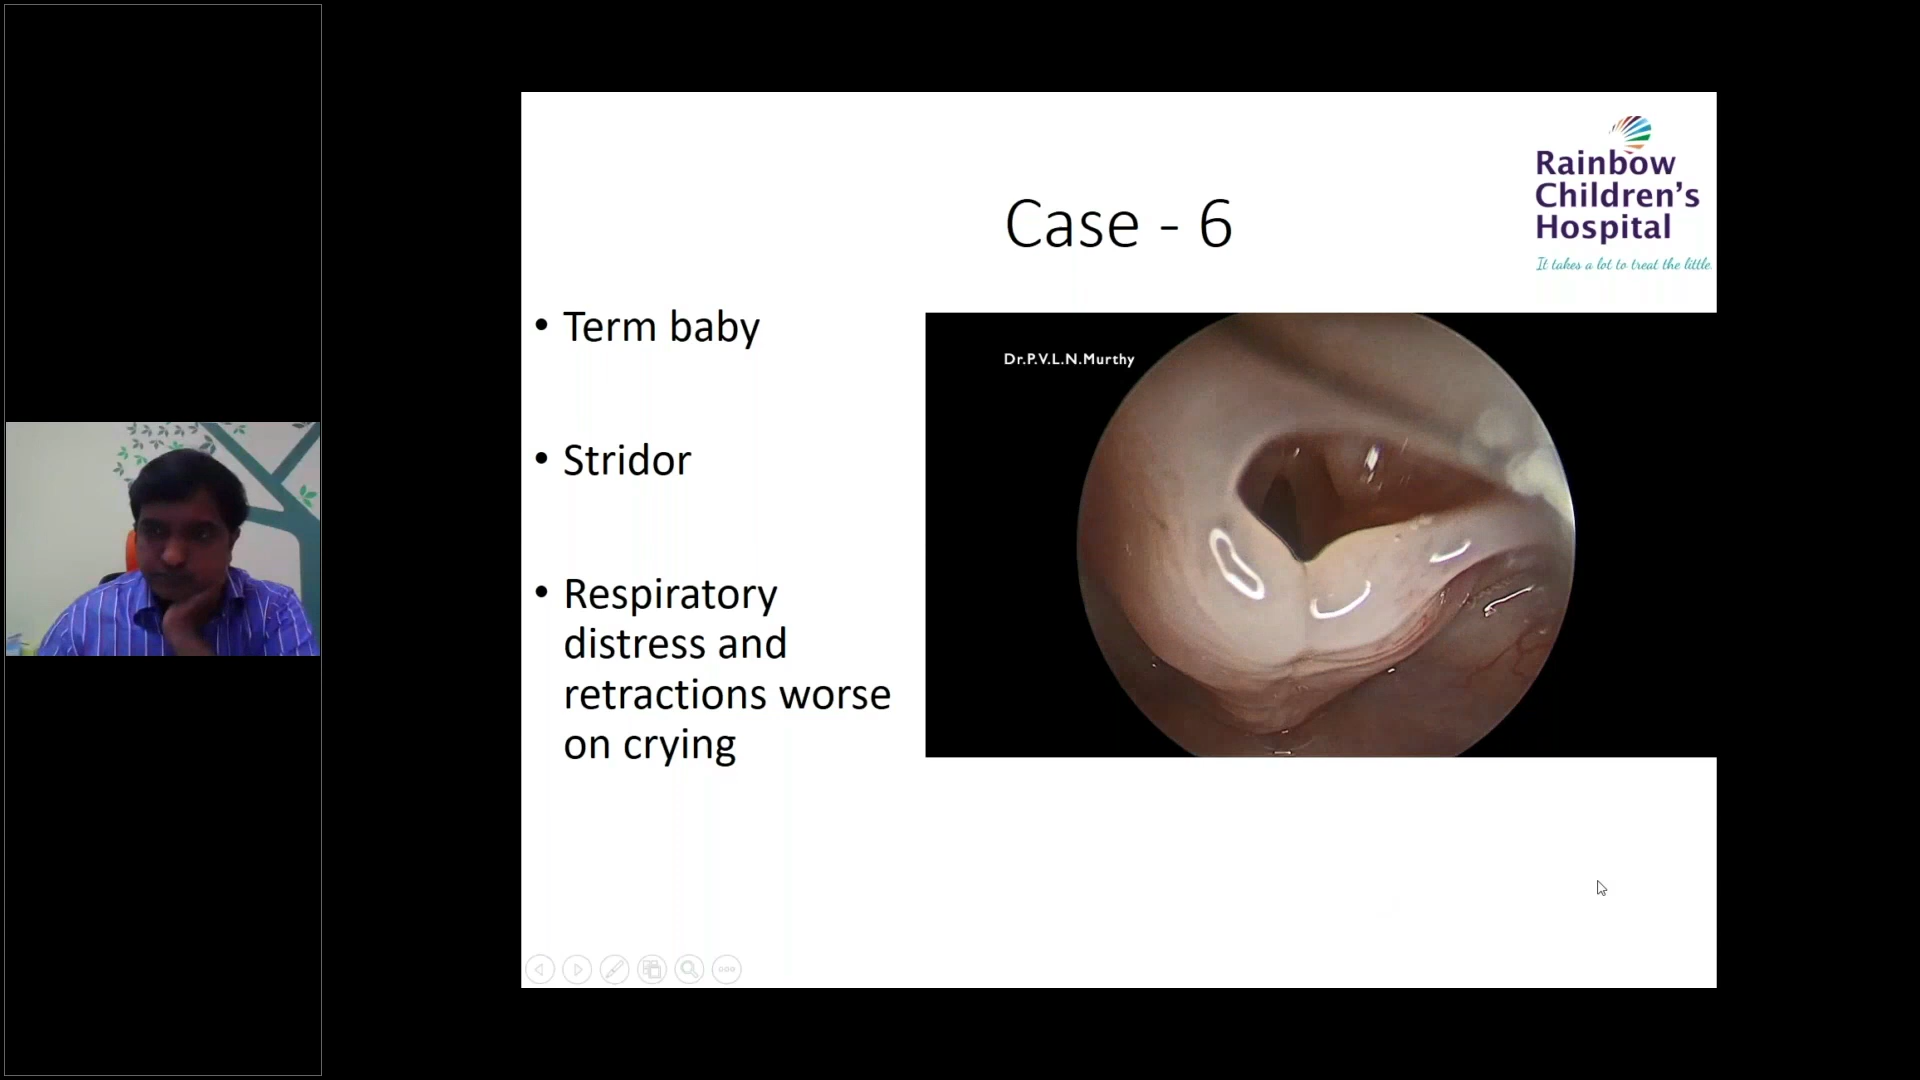 Rainbow
Children's
Hospital
It takes a lot to treat the little.
Case - 6
• Term baby
• Stridor
• Respiratory
distress and
retractions worse
on crying
Dr.P.V.L.N.Murthy